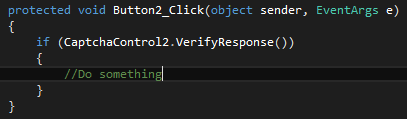 protected void Button2_Click(object sender, EventArgs e)
{
    if (CaptchaControl2.VerifyResponse())
    {
        //Do something
    }
}